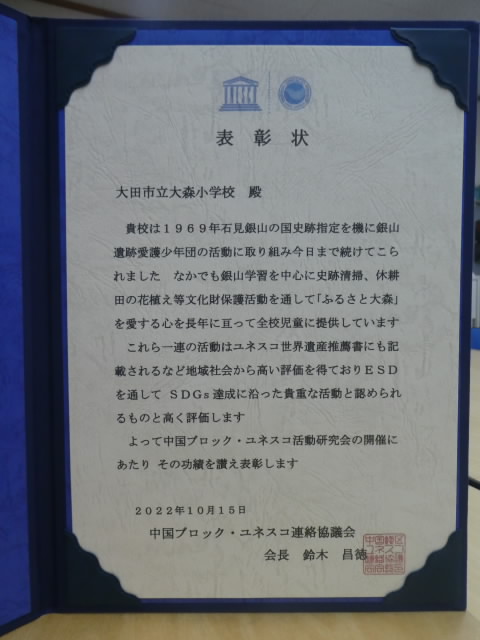 表彰状
大田市立大森小学校 殿
貴校は1969年石見銀山の国史跡指定を機に銀山
遺跡愛護少年団の活動に取り組み今日まで続けてこら
れました なかでも銀山学習を中心に史跡清掃、休耕
田の花植え等文化財保護活動を通して「ふるさと大森」
を愛する心を長年に亘って全校児童に提供しています
これら一連の活動はユネスコ世界遺産推薦書にも記
載されるなど地域社会から高い評価を得ておりESD
を通して SDGs達成に沿った貴重な活動と認められ
るものと高く評価します
よって中国ブロック・ユネスコ活動研究会の開催に
あたり その功績を讃え表彰します
2022年10月15日
中国ブロック・ユネスコ連絡協議会
会長 鈴木 昌徳